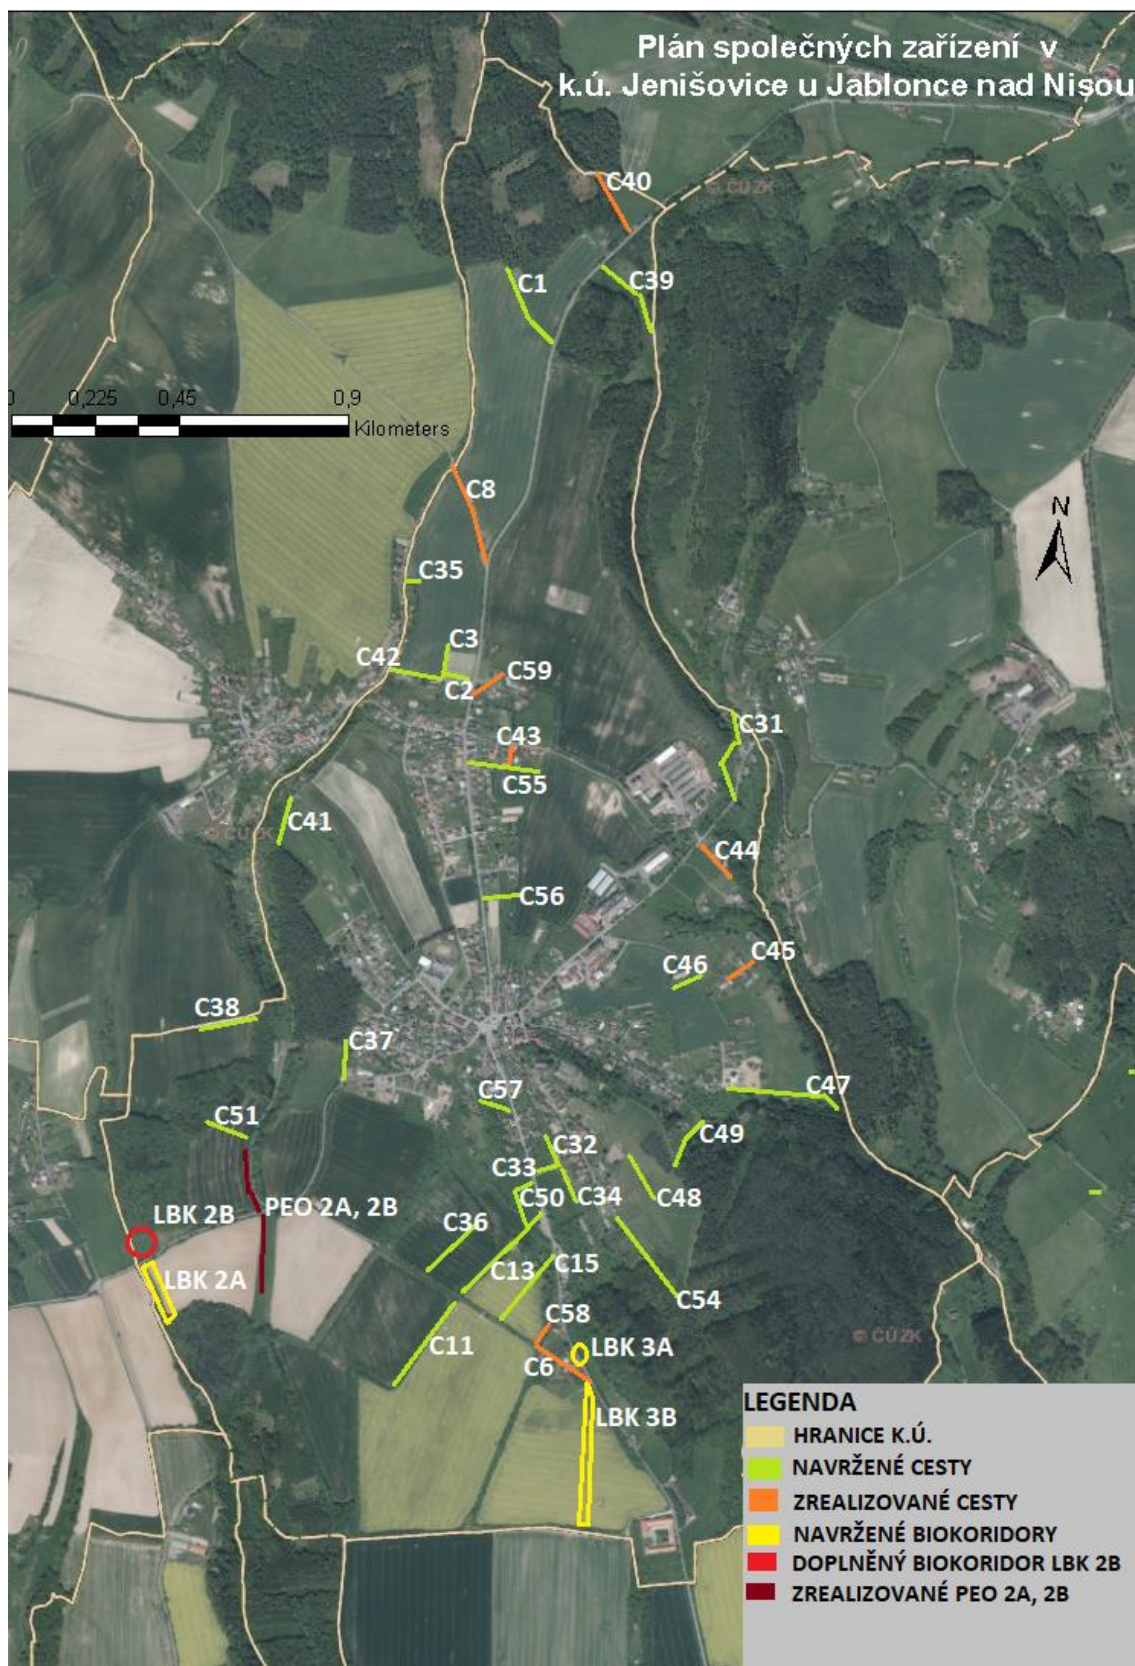 Plán společných zařízení v
k.ú. Jenišovice u Jablonce nad Nisou
C40
© ČÚZK
C39
C1
0 0,225 0,45 0,9
Kilometers
C8
N
C35
C3
C42
C59
C2
C31
C43
C55
C41
© ČÚZK
C44
C56
C45
C46
C38
C37
C47
C57
C51
C49
C32
C33
C34
C48
C50
PEO 2A, 2B
LBK 2B
C36
C15
C13
LBK 2A
C54
C58
© ČÚZK
LBK 3A
C11
C6
LBK 3B
LEGENDA
HRANICE K.Ú.
NAVRŽENÉ CESTY
ZREALIZOVANÉ CESTY
NAVRŽENÉ BIOKORIDORY
DOPLNĚNÝ BIOKORIDOR LBK 2B
ZREALIZOVANÉ PEO 2A, 2B